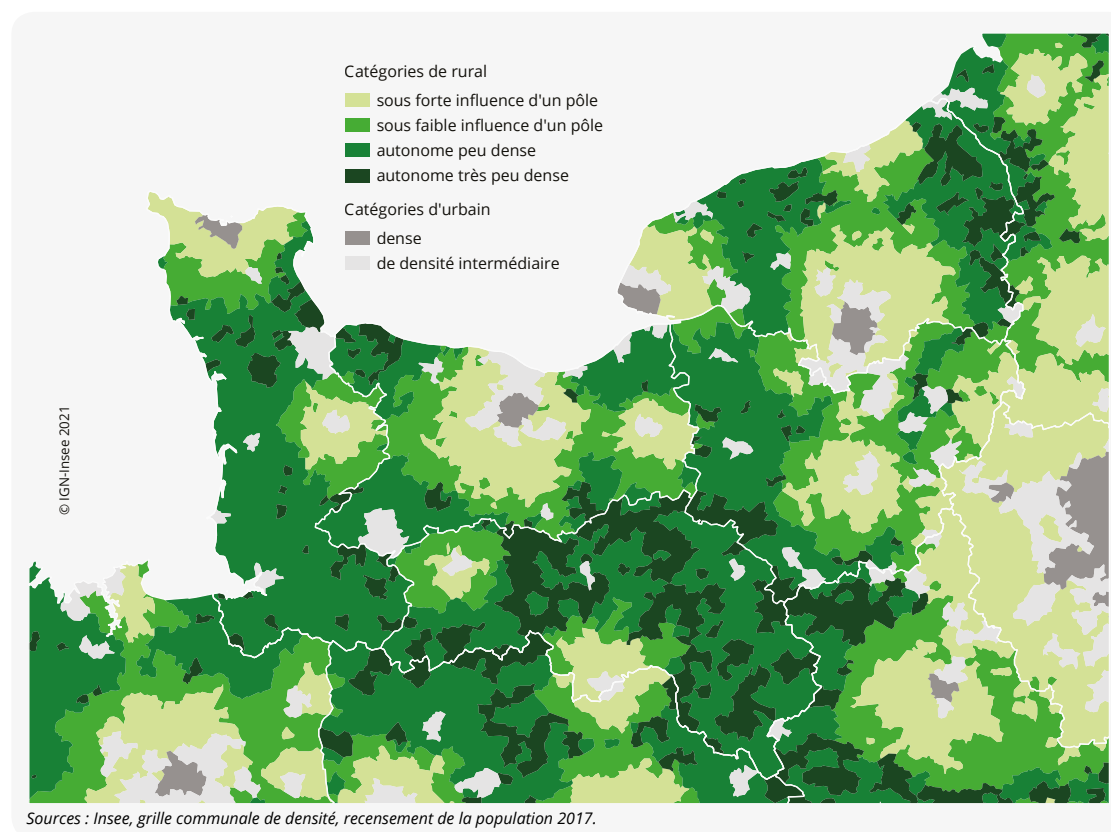 Catégories de rural
sous forte influence d'un pôle
sous faible influence d'un pôle
autonome peu dense
autonome très peu dense
Catégories d'urbain
dense
de densité intermédiaire
© IGN-Insee 2021
Sources : Insee, grille communale de densité, recensement de la population 2017.